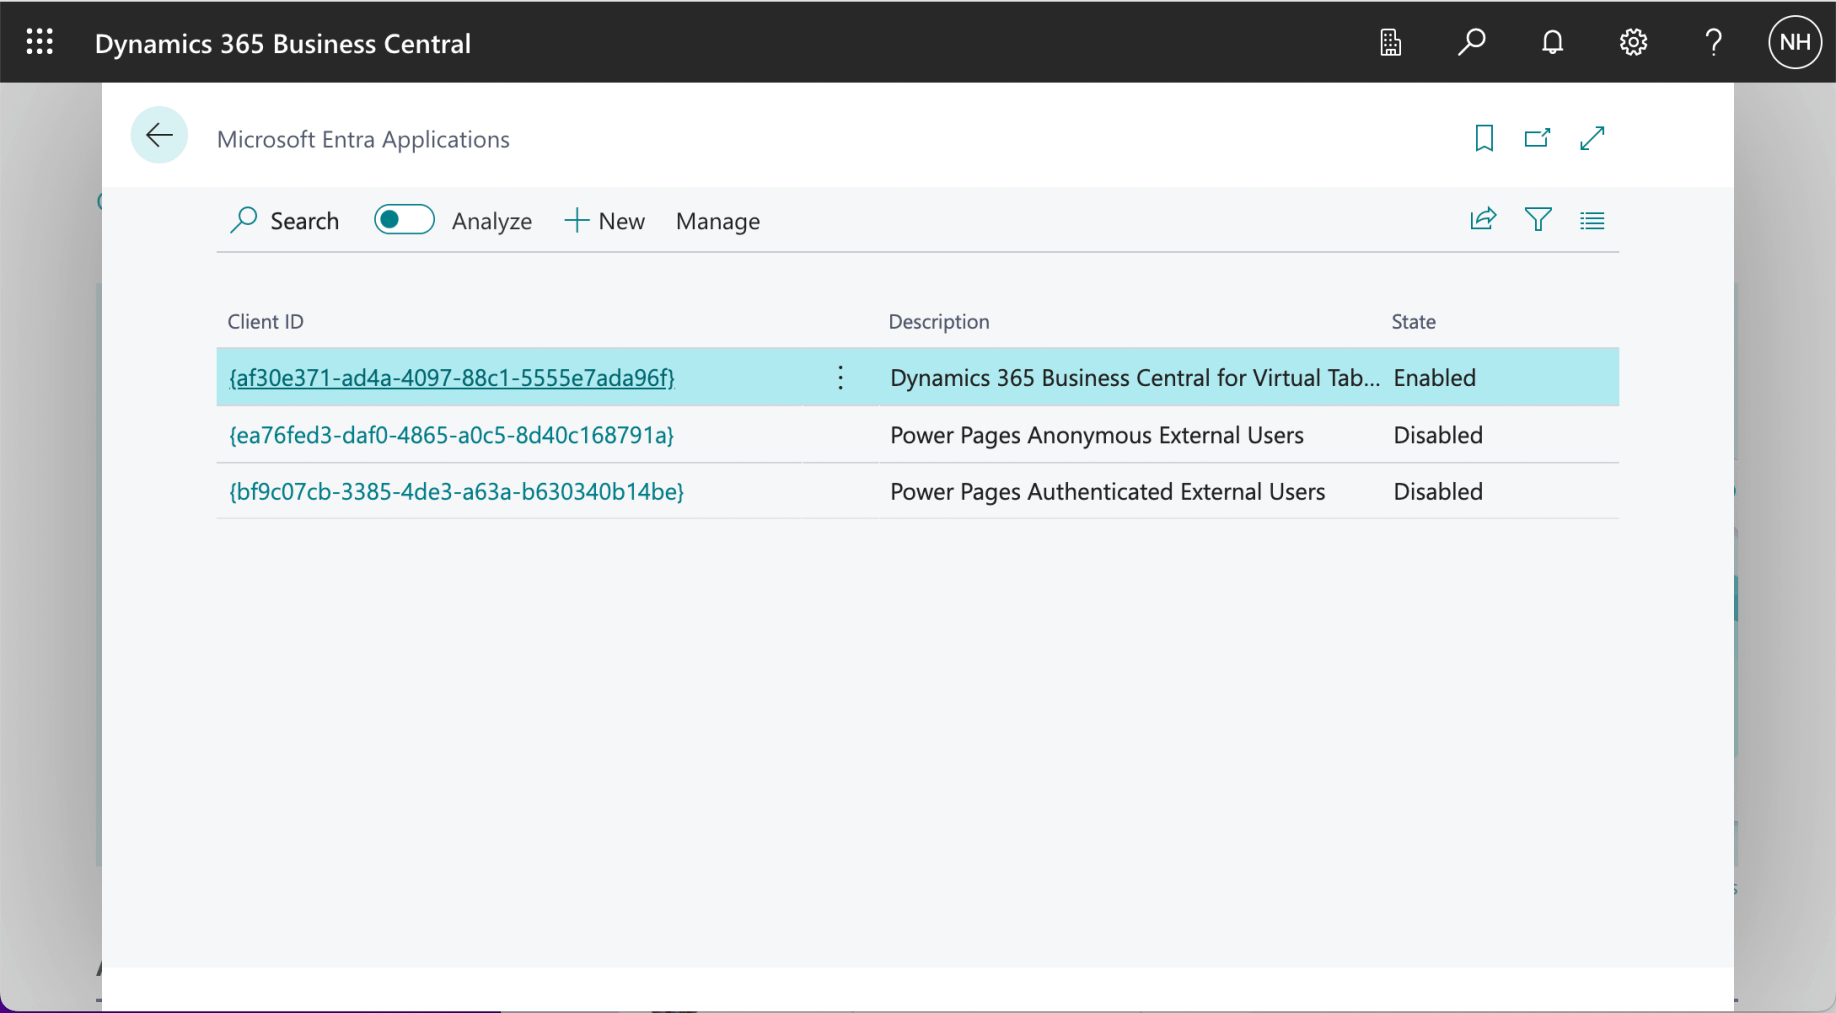 Dynamics 365 Business Central
NH
Microsoft Entra Applications
Search Analyze New Manage
Client ID Description State
{af30e371-ad4a-4097-88c1-5555e7ada96f} Dynamics 365 Business Central for Virtual Tab... Enabled
{ea76fed3-daf0-4865-a0c5-8d40c168791a} Power Pages Anonymous External Users Disabled
{bf9c07cb-3385-4de3-a63a-b630340b14be} Power Pages Authenticated External Users Disabled